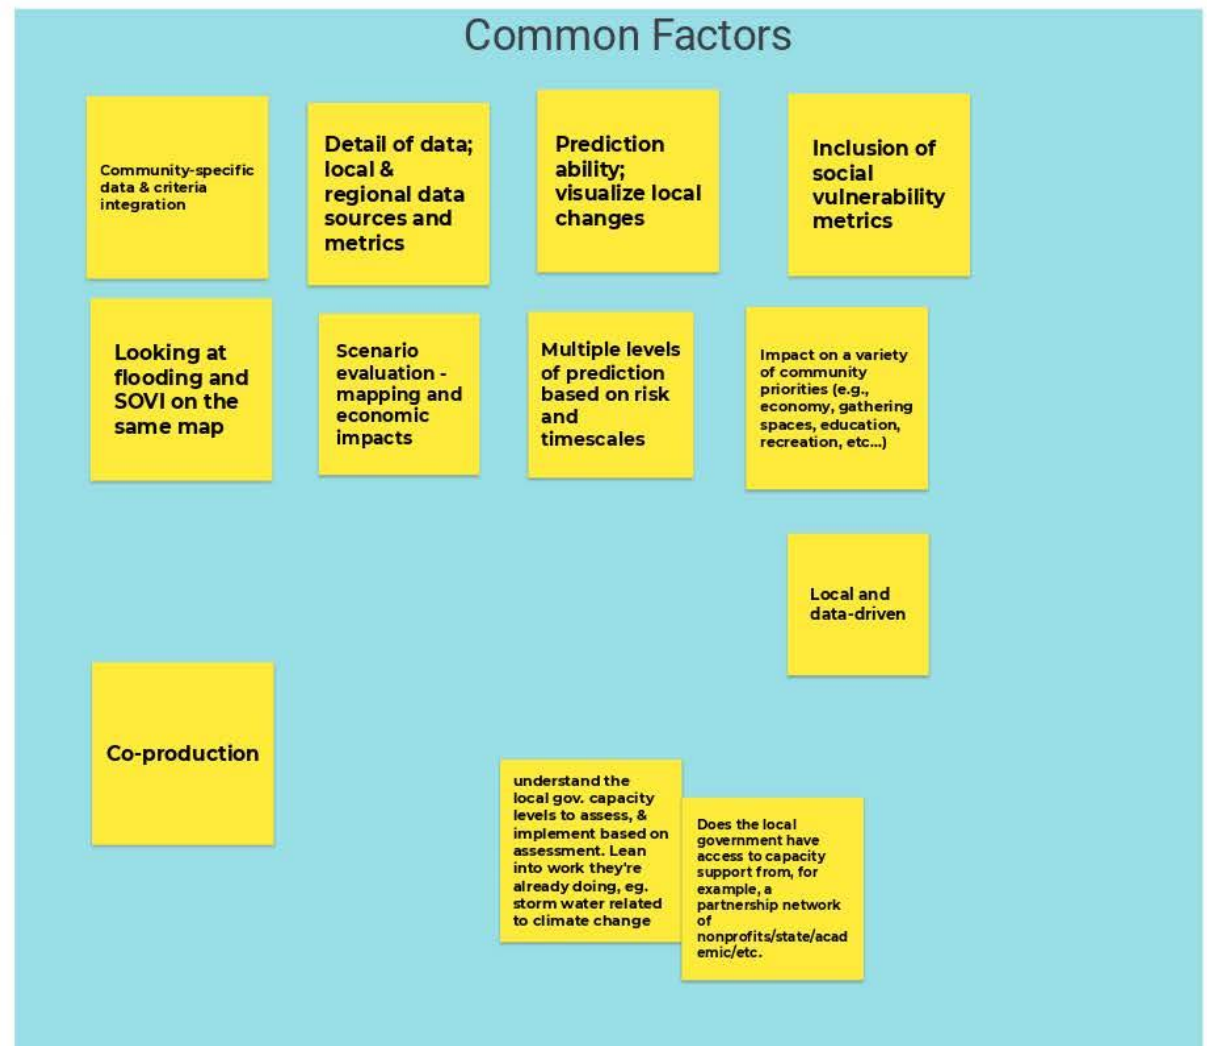 Common Factors
Community-specific
data & criteria
integration
Detail of data;
local &
regional data
sources and
metrics
Prediction
ability;
visualize local
changes
Inclusion of
social
vulnerability
metrics
Looking at
flooding and
SOVI on the
same map
Scenario
evaluation -
mapping and
economic
impacts
Multiple levels
of prediction
based on risk
and
timescales
Impact on a variety
of community
priorities (e.g.,
economy, gathering
spaces, education,
recreation, etc...)
Local and
data-driven
Co-production
understand the
local gov. capacity
levels to assess, &
implement based on
assessment. Lean
into work they're
already doing, eg.
storm water related
to climate change
Does the local
government have
access to capacity
support from, for
example, a
partnership network
of
nonprofits/state/acad
emic/etc.